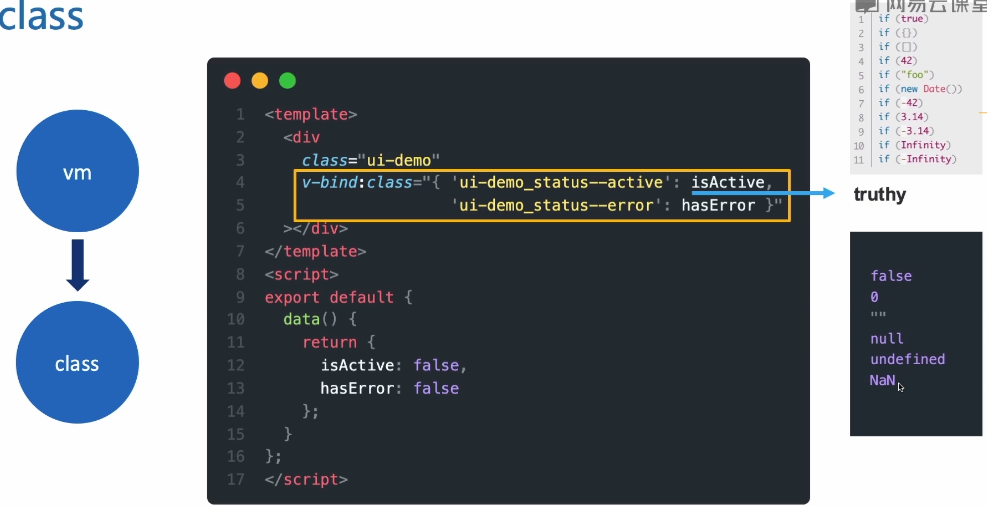 class
网易云课堂
vm
class
1 <template>
2 <div
3 class="ui-demo"
4 v-bind:class="{ 'ui-demo_status--active': isActive,
5 'ui-demo_status--error': hasError }"
6 ></div>
7 </template>
8 <script>
9 export default {
10 data() {
11 return {
12 isActive: false,
13 hasError: false
14 };
15 }
16 };
17 </script>
1 if (true)
2 if ({})
3 if ([])
4 if (42)
5 if ("foo")
6 if (new Date())
7 if (-42)
8 if (3.14)
9 if (-3.14)
10 if (Infinity)
11 if (-Infinity)
truthy
false
0
""
null
undefined
NaN